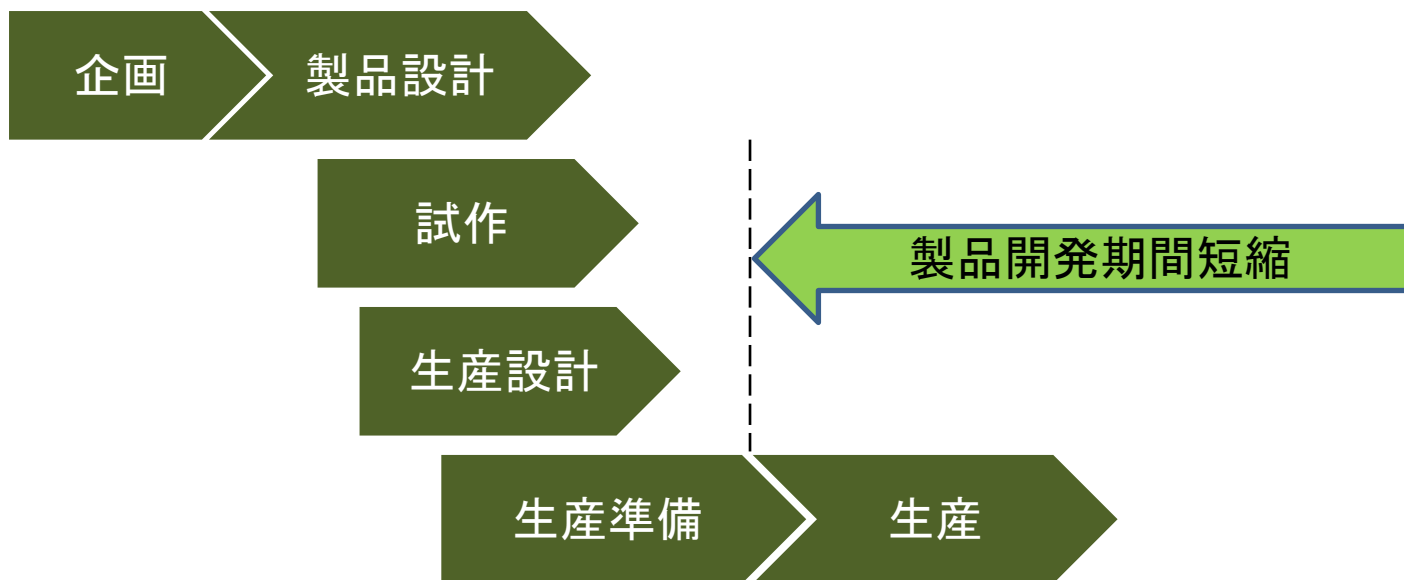 企画
製品設計
試作
製品開発期間短縮
生産設計
生産準備
生産